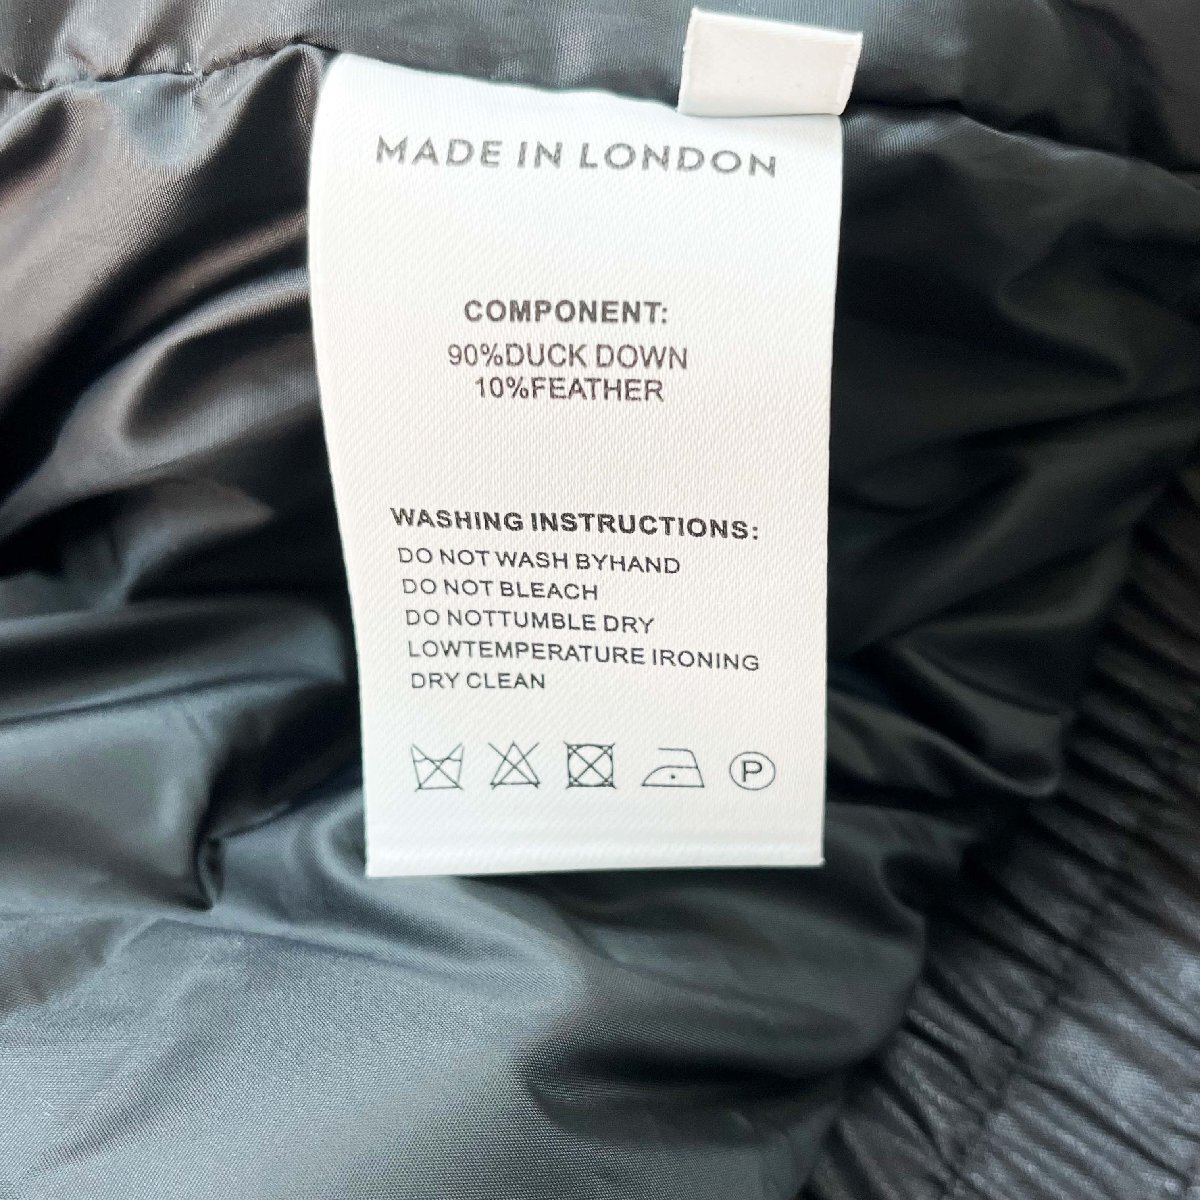 MADE IN LONDON
COMPONENT:
90%DUCK DOWN
10%FEATHER
WASHING INSTRUCTIONS:
DO NOT WASH BYHAND
DO NOT BLEACH
DO NOTTUMBLE DRY
LOWTEMPERATURE IRONING
DRY CLEAN
P